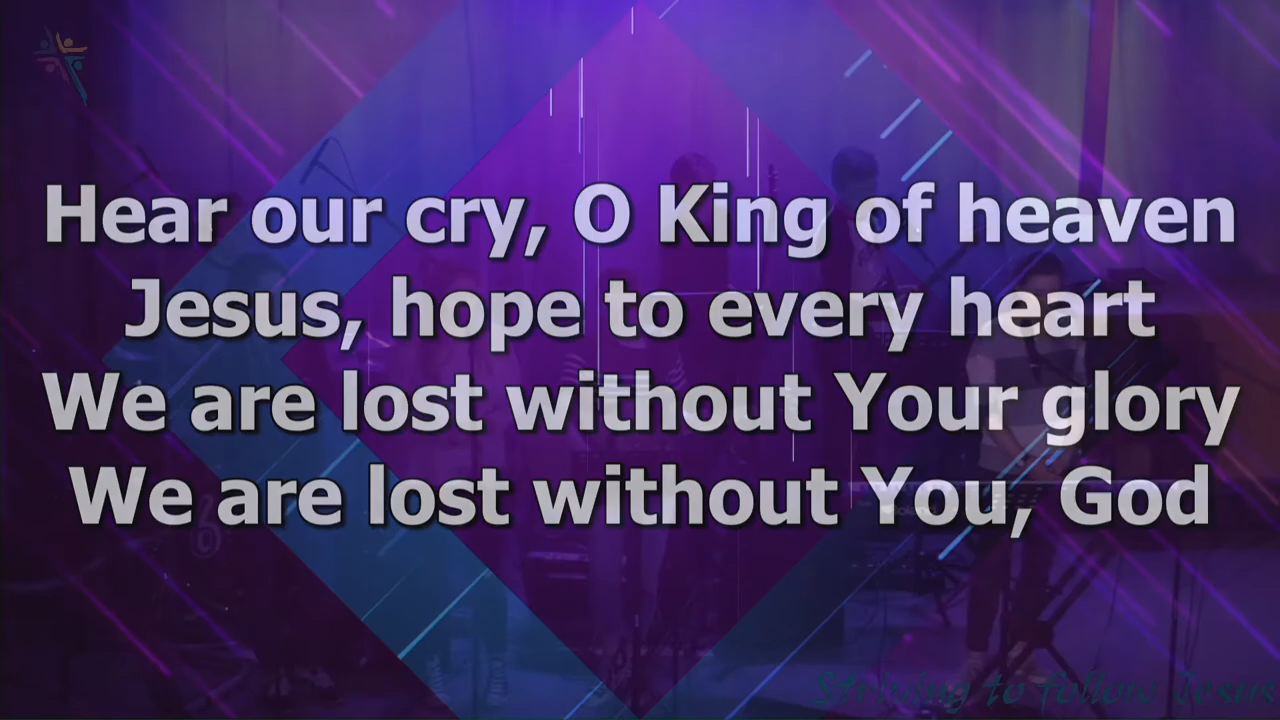 Hear our cry, O King of heaven
Jesus, hope to every heart
We are lost without Your glory
We are lost without You, God
Striving to follow Jesus